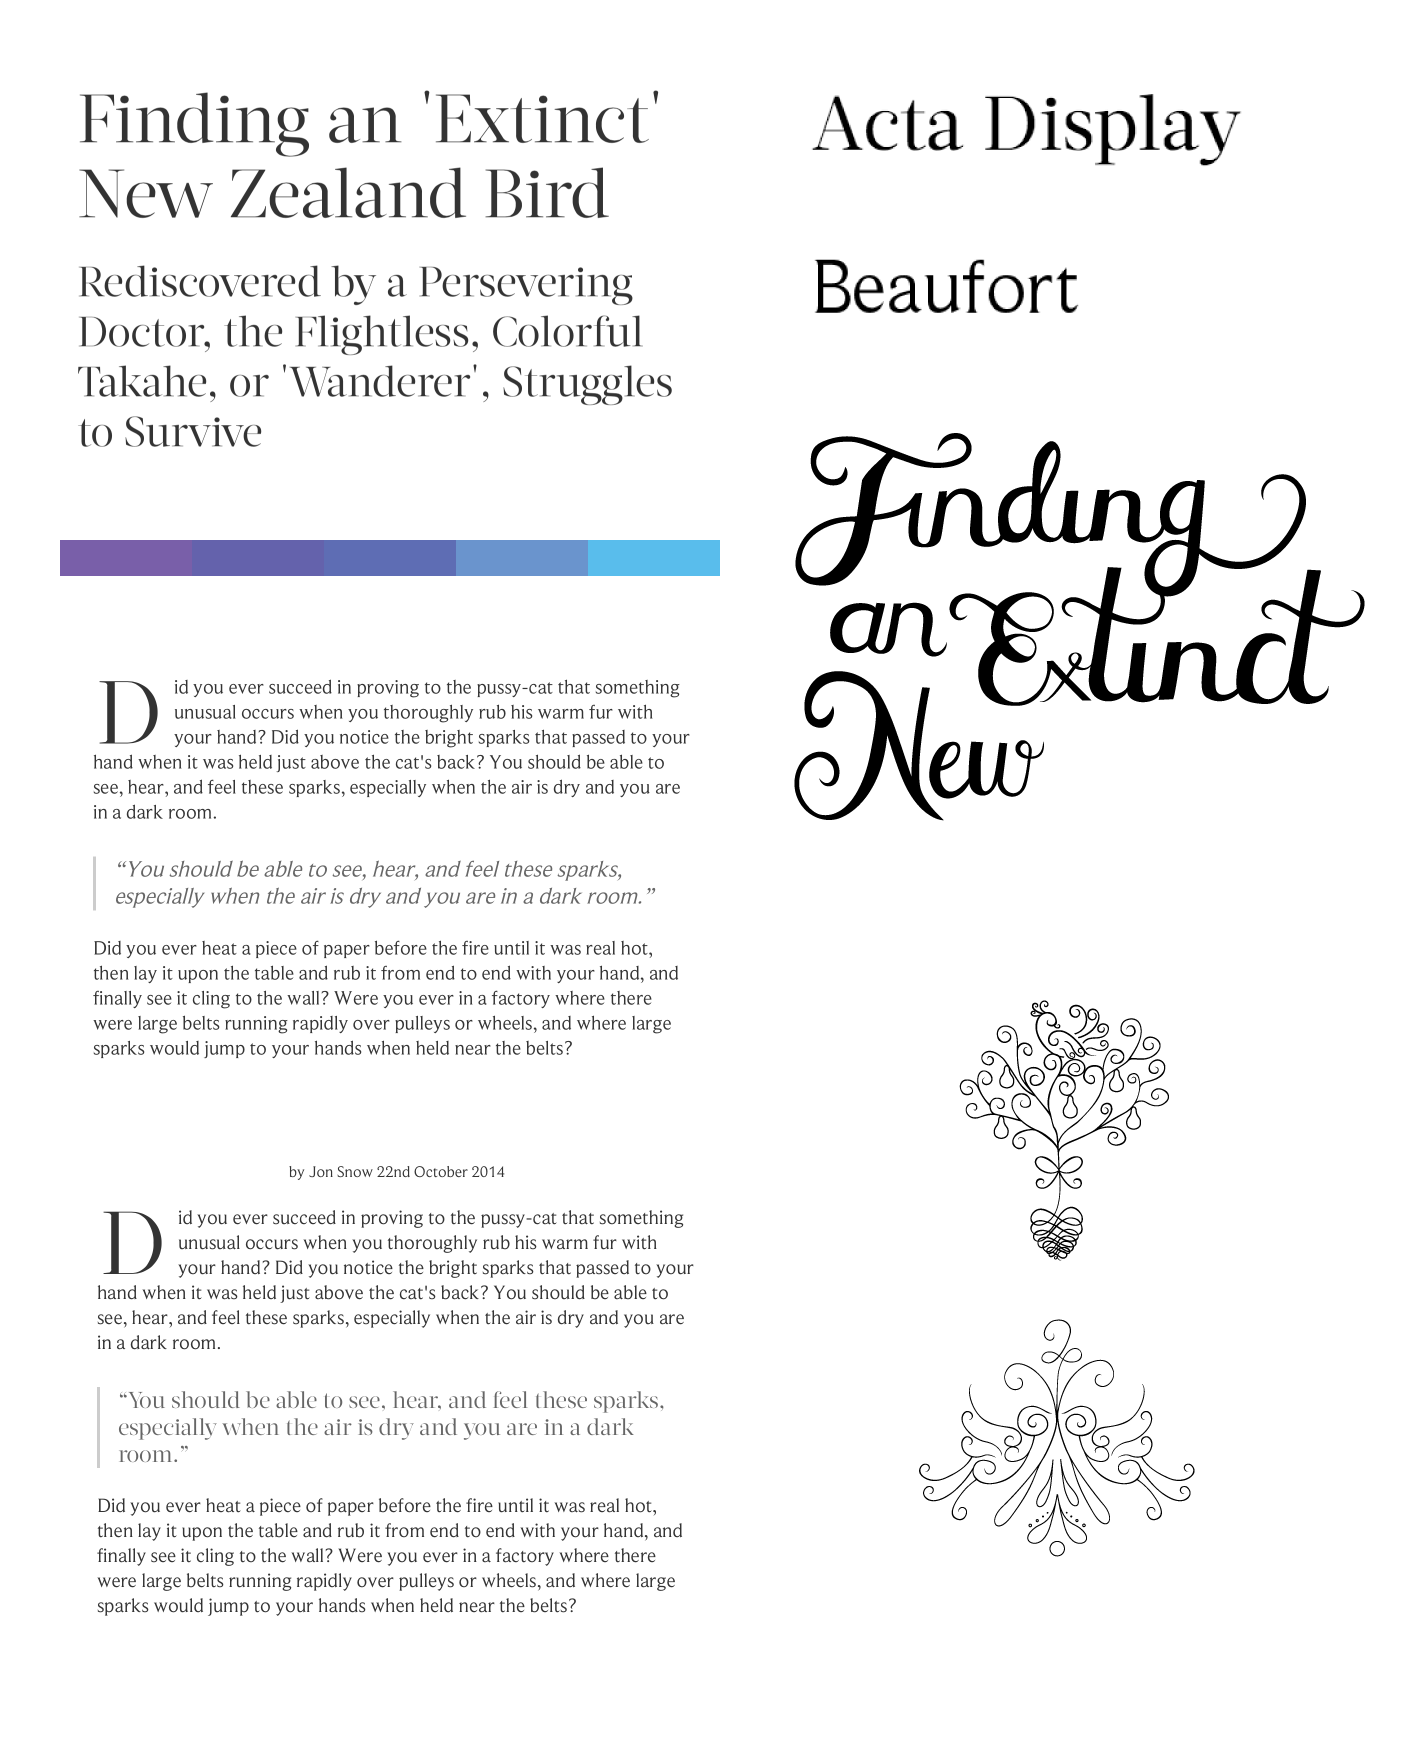 Finding an 'Extinct'
New Zealand Bird
Rediscovered by a Persevering
Doctor, the Flightless, Colorful
Takahe, or 'Wanderer', Struggles
to Survive
Did you ever succeed in proving to the pussy-cat that something
unusual occurs when you thoroughly rub his warm fur with
your hand? Did you notice the bright sparks that passed to your
hand when it was held just above the cat's back? You should be able to
see, hear, and feel these sparks, especially when the air is dry and you are
in a dark room.
“You should be able to see, hear, and feel these sparks,
especially when the air is dry and you are in a dark room.”
Did you ever heat a piece of paper before the fire until it was real hot,
then lay it upon the table and rub it from end to end with your hand, and
finally see it cling to the wall? Were you ever in a factory where there
were large belts running rapidly over pulleys or wheels, and where large
sparks would jump to your hands when held near the belts?
by Jon Snow 22nd October 2014
Did you ever succeed in proving to the pussy-cat that something
unusual occurs when you thoroughly rub his warm fur with
your hand? Did you notice the bright sparks that passed to your
hand when it was held just above the cat's back? You should be able to
see, hear, and feel these sparks, especially when the air is dry and you are
in a dark room.
“You should be able to see, hear, and feel these sparks,
especially when the air is dry and you are in a dark
room.”
Did you ever heat a piece of paper before the fire until it was real hot,
then lay it upon the table and rub it from end to end with your hand, and
finally see it cling to the wall? Were you ever in a factory where there
were large belts running rapidly over pulleys or wheels, and where large
sparks would jump to your hands when held near the belts?
Acta Display
Beaufort
Finding
an Extinct
New